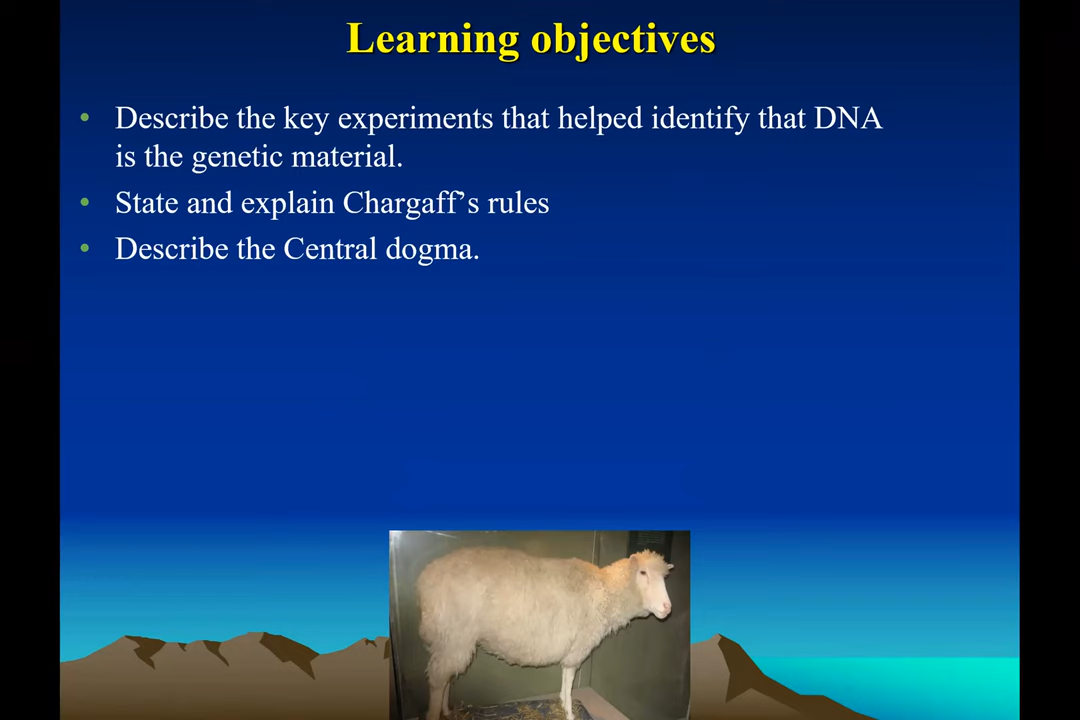 Learning objectives
• Describe the key experiments that helped identify that DNA
is the genetic material.
• State and explain Chargaff’s rules
• Describe the Central dogma.